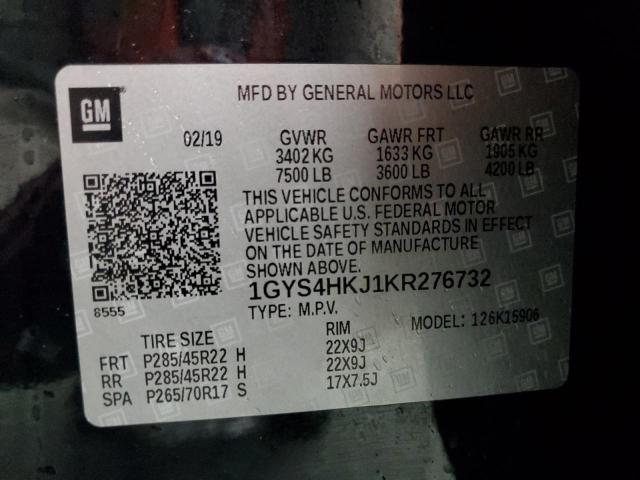 GM
MFD BY GENERAL MOTORS LLC
02/19 GVWR GAWR FRT GAWR RR
3402 KG 1633 KG 1905 KG
7500 LB 3600 LB 4200 LB
THIS VEHICLE CONFORMS TO ALL
APPLICABLE U.S. FEDERAL MOTOR
VEHICLE SAFETY STANDARDS IN EFFECT
ON THE DATE OF MANUFACTURE
SHOWN ABOVE.
1GYS4HKJ1KR276732
8555
TYPE: M.P.V. MODEL: 126K15906
TIRE SIZE RIM
FRT P285/45R22 H 22X9J
RR P285/45R22 H 22X9J
SPA P265/70R17 S 17X7.5J